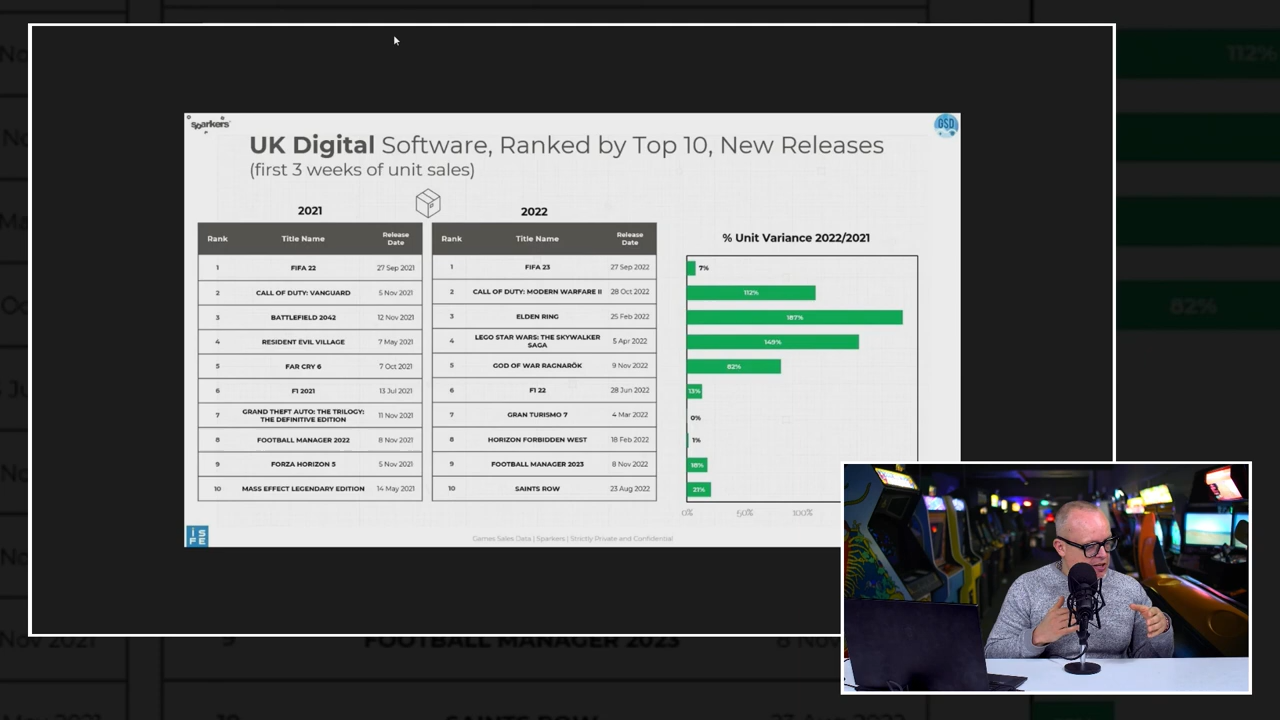 sparkers
GSD
UK Digital Software, Ranked by Top 10, New Releases
(first 3 weeks of unit sales)
2021
Rank Title Name Release Date
1 FIFA 22 27 Sep 2021
2 CALL OF DUTY: VANGUARD 5 Nov 2021
3 BATTLEFIELD 2042 12 Nov 2021
4 RESIDENT EVIL VILLAGE 7 May 2021
5 FAR CRY 6 7 Oct 2021
6 F1 2021 13 Jul 2021
7 GRAND THEFT AUTO: THE TRILOGY: THE DEFINITIVE EDITION 11 Nov 2021
8 FOOTBALL MANAGER 2022 8 Nov 2021
9 FORZA HORIZON 5 5 Nov 2021
10 MASS EFFECT LEGENDARY EDITION 14 May 2021
2022
Rank Title Name Release Date
1 FIFA 23 27 Sep 2022
2 CALL OF DUTY: MODERN WARFARE II 28 Oct 2022
3 ELDEN RING 25 Feb 2022
4 LEGO STAR WARS: THE SKYWALKER SAGA 5 Apr 2022
5 GOD OF WAR RAGNARÖK 9 Nov 2022
6 F1 22 28 Jun 2022
7 GRAN TURISMO 7 4 Mar 2022
8 HORIZON FORBIDDEN WEST 18 Feb 2022
9 FOOTBALL MANAGER 2023 8 Nov 2022
10 SAINTS ROW 23 Aug 2022
% Unit Variance 2022/2021
7%
112%
187%
149%
82%
13%
0%
1%
18%
21%
0% 50% 100%
iSFE
Games Sales Data | Sparkers | Strictly Private and Confidential
112%
82%
Nov 2021
9 FOOTBALL MANAGER 2023 8 Nov